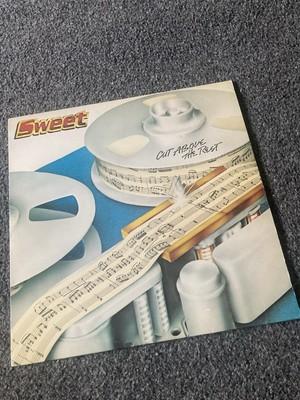 Sweet
CUT ABOVE
THE REST